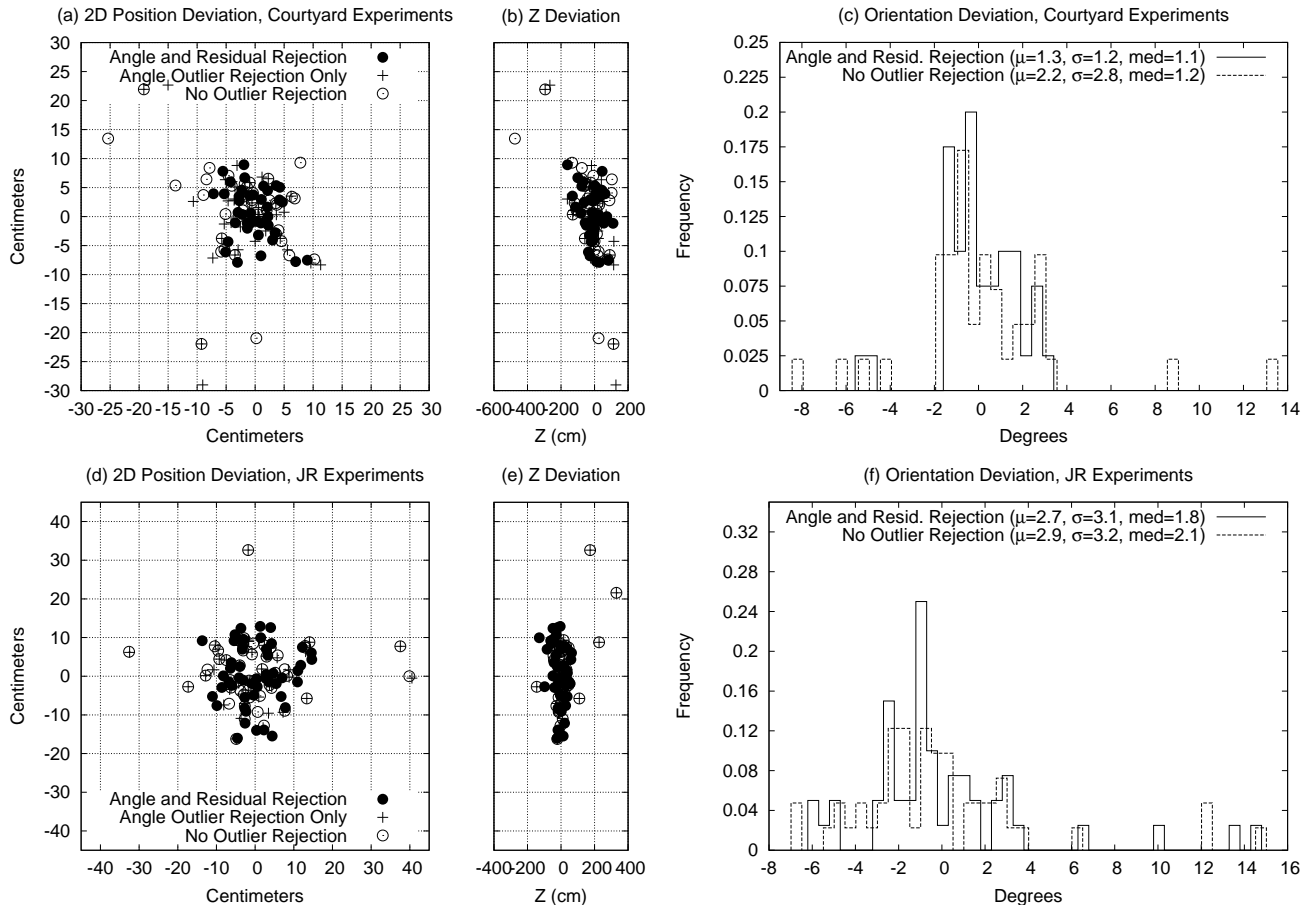 (a) 2D Position Deviation, Courtyard Experiments
30
25
20
15
10
5
0
-5
-10
-15
-20
-25
-30
Centimeters
-30 -25 -20 -15 -10 -5 0 5 10 15 20 25 30
Centimeters
Angle and Residual Rejection
Angle Outlier Rejection Only
No Outlier Rejection
(b) Z Deviation
-600 -400 -200 0 200
Z (cm)
(c) Orientation Deviation, Courtyard Experiments
0.25
0.225
0.2
0.175
0.15
0.125
0.1
0.075
0.05
0.025
0
Frequency
-8 -6 -4 -2 0 2 4 6 8 10 12 14
Degrees
Angle and Resid. Rejection (μ=1.3, σ=1.2, med=1.1)
No Outlier Rejection (μ=2.2, σ=2.8, med=1.2)
(d) 2D Position Deviation, JR Experiments
40
30
20
10
0
-10
-20
-30
-40
Centimeters
-40 -30 -20 -10 0 10 20 30 40
Centimeters
Angle and Residual Rejection
Angle Outlier Rejection Only
No Outlier Rejection
(e) Z Deviation
-400 -200 0 200 400
Z (cm)
(f) Orientation Deviation, JR Experiments
0.32
0.28
0.24
0.2
0.16
0.12
0.08
0.04
0
Frequency
-8 -6 -4 -2 0 2 4 6 8 10 12 14 16
Degrees
Angle and Resid. Rejection (μ=2.7, σ=3.1, med=1.8)
No Outlier Rejection (μ=2.9, σ=3.2, med=2.1)